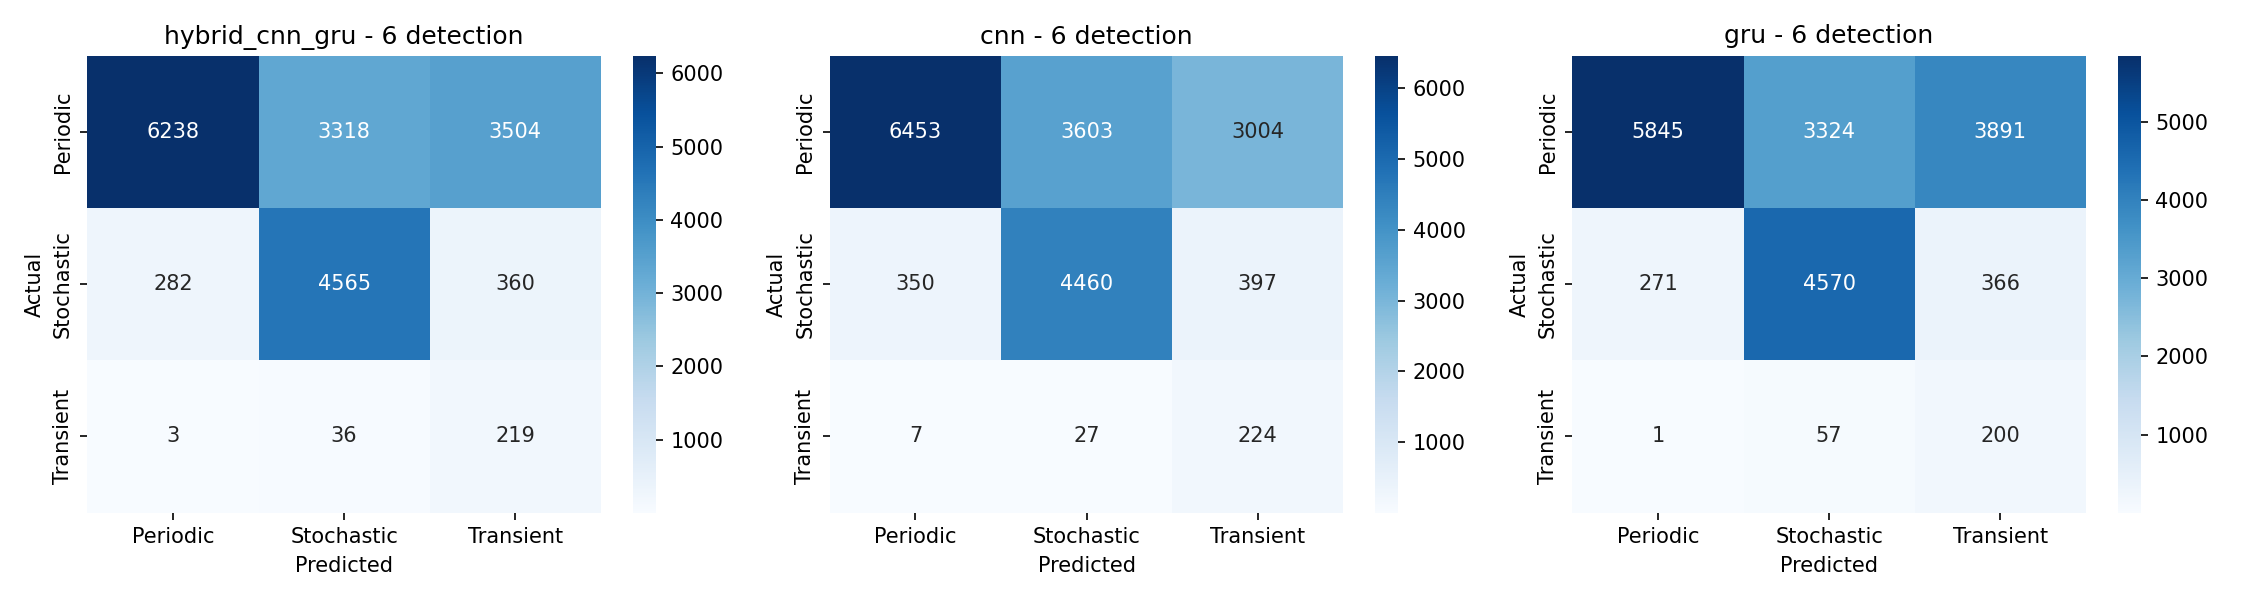 hybrid_cnn_gru - 6 detection
6238 3318 3504
282 4565 360
3 36 219
Periodic
Stochastic
Transient
Actual
Periodic Stochastic Transient
Predicted
6000
5000
4000
3000
2000
1000
cnn - 6 detection
6453 3603 3004
350 4460 397
7 27 224
Periodic
Stochastic
Transient
Actual
Periodic Stochastic Transient
Predicted
6000
5000
4000
3000
2000
1000
gru - 6 detection
5845 3324 3891
271 4570 366
1 57 200
Periodic
Stochastic
Transient
Actual
Periodic Stochastic Transient
Predicted
5000
4000
3000
2000
1000